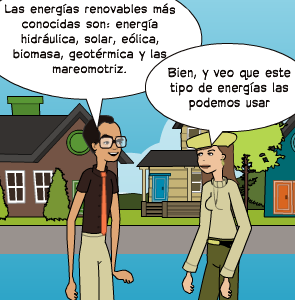 Las energías renovables más
conocidas son: energía
hidráulica, solar, eólica,
biomasa, geotérmica y las
mareomotriz.
Bien, y veo que este
tipo de energías las
podemos usar